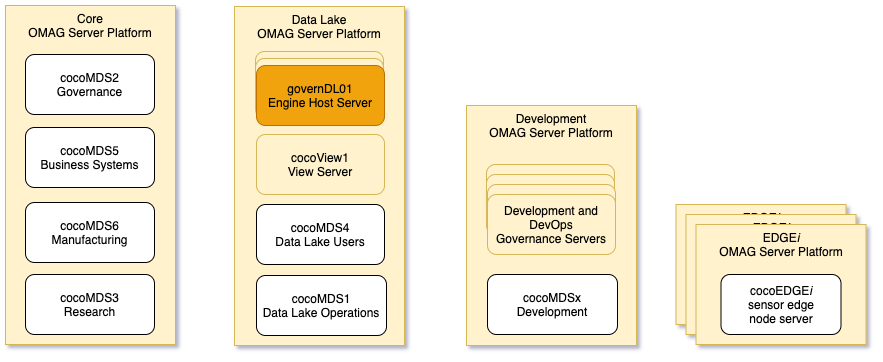 Core
OMAG Server Platform
cocoMDS2
Governance
cocoMDS5
Business Systems
cocoMDS6
Manufacturing
cocoMDS3
Research
Data Lake
OMAG Server Platform
governDL01
Engine Host Server
cocoView1
View Server
cocoMDS4
Data Lake Users
cocoMDS1
Data Lake Operations
Development
OMAG Server Platform
Development and
DevOps
Governance Servers
cocoMDSx
Development
EDGEi
OMAG Server Platform
cocoEDGEi
sensor edge
node server